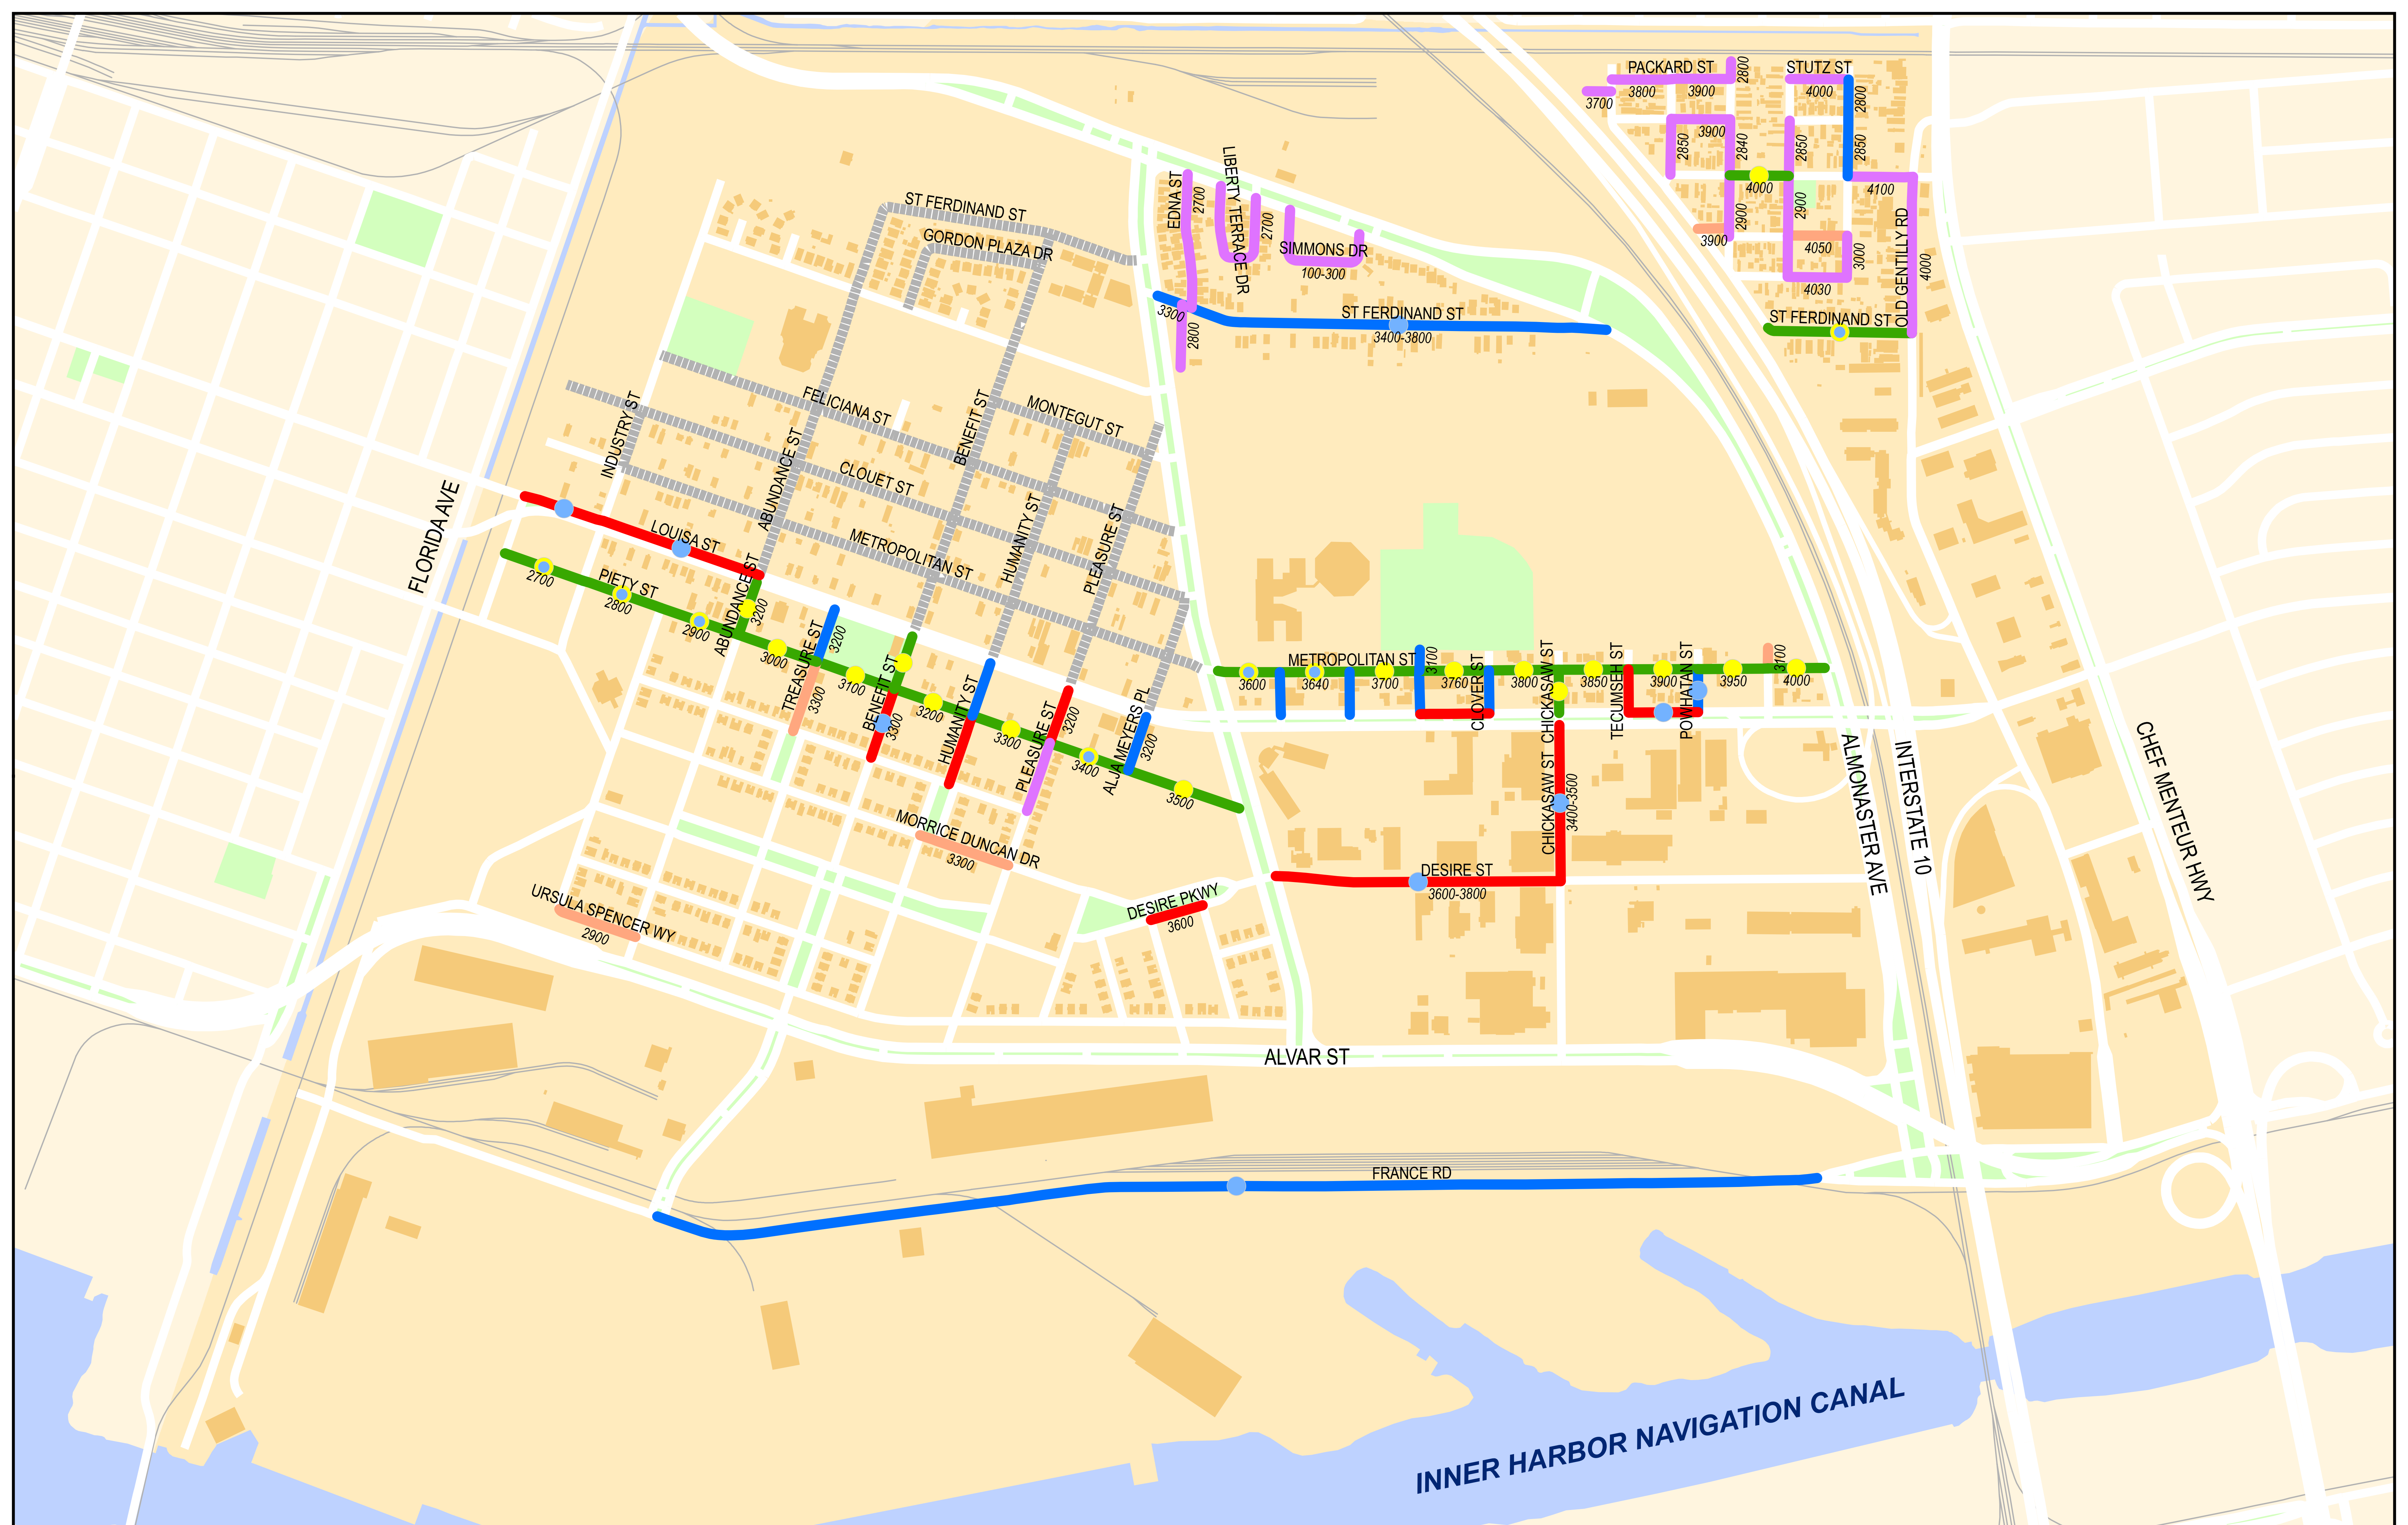 PACKARD ST
STUTZ ST
2800
3700
3800
3900
4000
2800
3900
2850
2840
2850
2850
4000
4100
2900
2900
3900
4050
3000
4030
OLD GENTILLY RD
4000
ST FERDINAND ST
ST FERDINAND ST
GORDON PLAZA DR
EDNA ST
2700
LIBERTY TERRACE DR
2700
SIMMONS DR
100-300
3300
ST FERDINAND ST
3400-3800
2800
INDUSTRY ST
FELICIANA ST
ABUNDANCE ST
CLOUET ST
BENEFIT ST
MONTEGUT ST
METROPOLITAN ST
HUMANITY ST
PLEASURE ST
FLORIDA AVE
LOUISA ST
2700
PIETY ST
2800
2900
ABUNDANCE ST
3200
3000
TREASURE ST
3200
3300
3100
BENEFIT ST
3300
3200
HUMANITY ST
3300
PLEASURE ST
3200
3400
ALJA MEYERS PL
3200
3500
METROPOLITAN ST
3600
3640
3700
3100
3760
CLOVER ST
3800
CHICKASAW ST
3850
TECUMSEH ST
3900
POWHATAN ST
3950
3100
4000
CHICKASAW ST
3400-3500
DESIRE ST
3600-3800
ALMONASTER AVE
INTERSTATE 10
CHEF MENTEUR HWY
MORRICE DUNCAN DR
3300
URSULA SPENCER WY
2900
DESIRE PKWY
3600
ALVAR ST
FRANCE RD
INNER HARBOR NAVIGATION CANAL